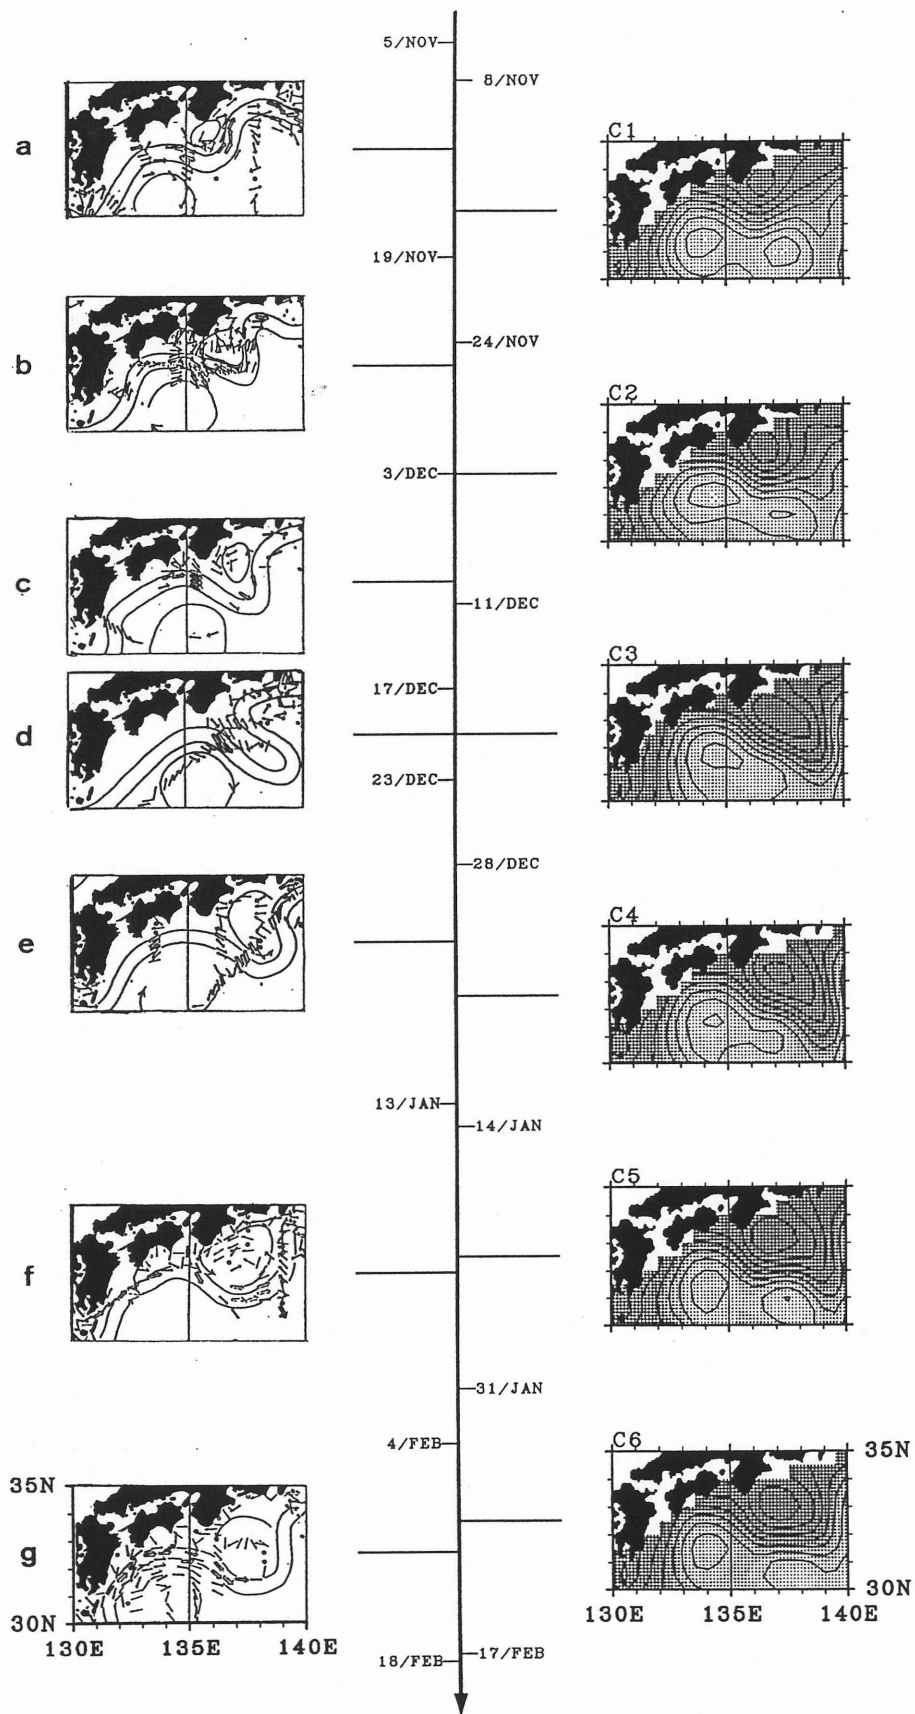 5/NOV
8/NOV
a
C1
19/NOV
24/NOV
b
C2
3/DEC
c
11/DEC
C3
17/DEC
d
23/DEC
28/DEC
C4
e
13/JAN
14/JAN
C5
f
31/JAN
4/FEB
C6
35N
35N
g
30N
30N
130E 135E 140E
130E 135E 140E
18/FEB
17/FEB